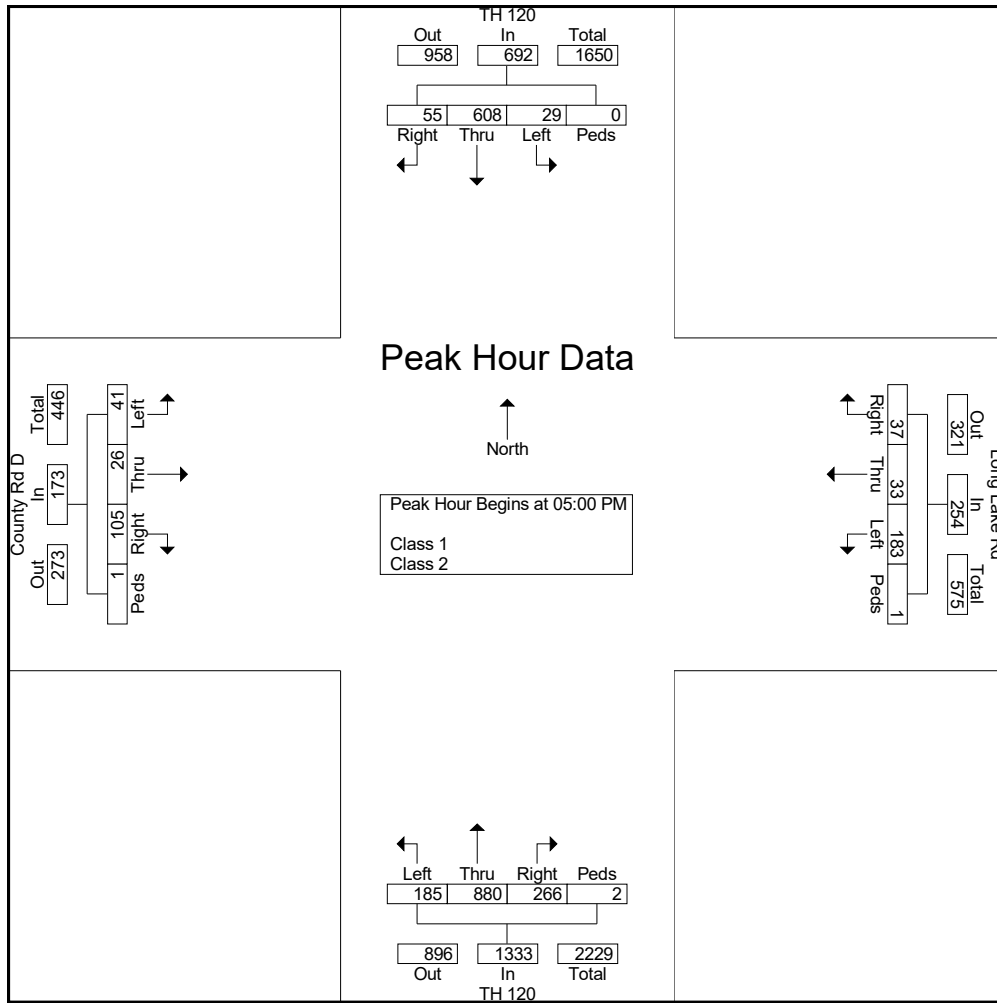 TH 120
Out In Total
958 692 1650
55 608 29 0
Right Thru Left Peds
Peak Hour Data
North
Peak Hour Begins at 05:00 PM
Class 1
Class 2
County Rd D
Total In Out
446 173 273
41 26 105 1
Left Thru Right Peds
Long Lake Rd
Out In Total
321 254 575
37 33 183 1
Right Thru Left Peds
Left Thru Right Peds
185 880 266 2
896 1333 2229
Out In Total
TH 120